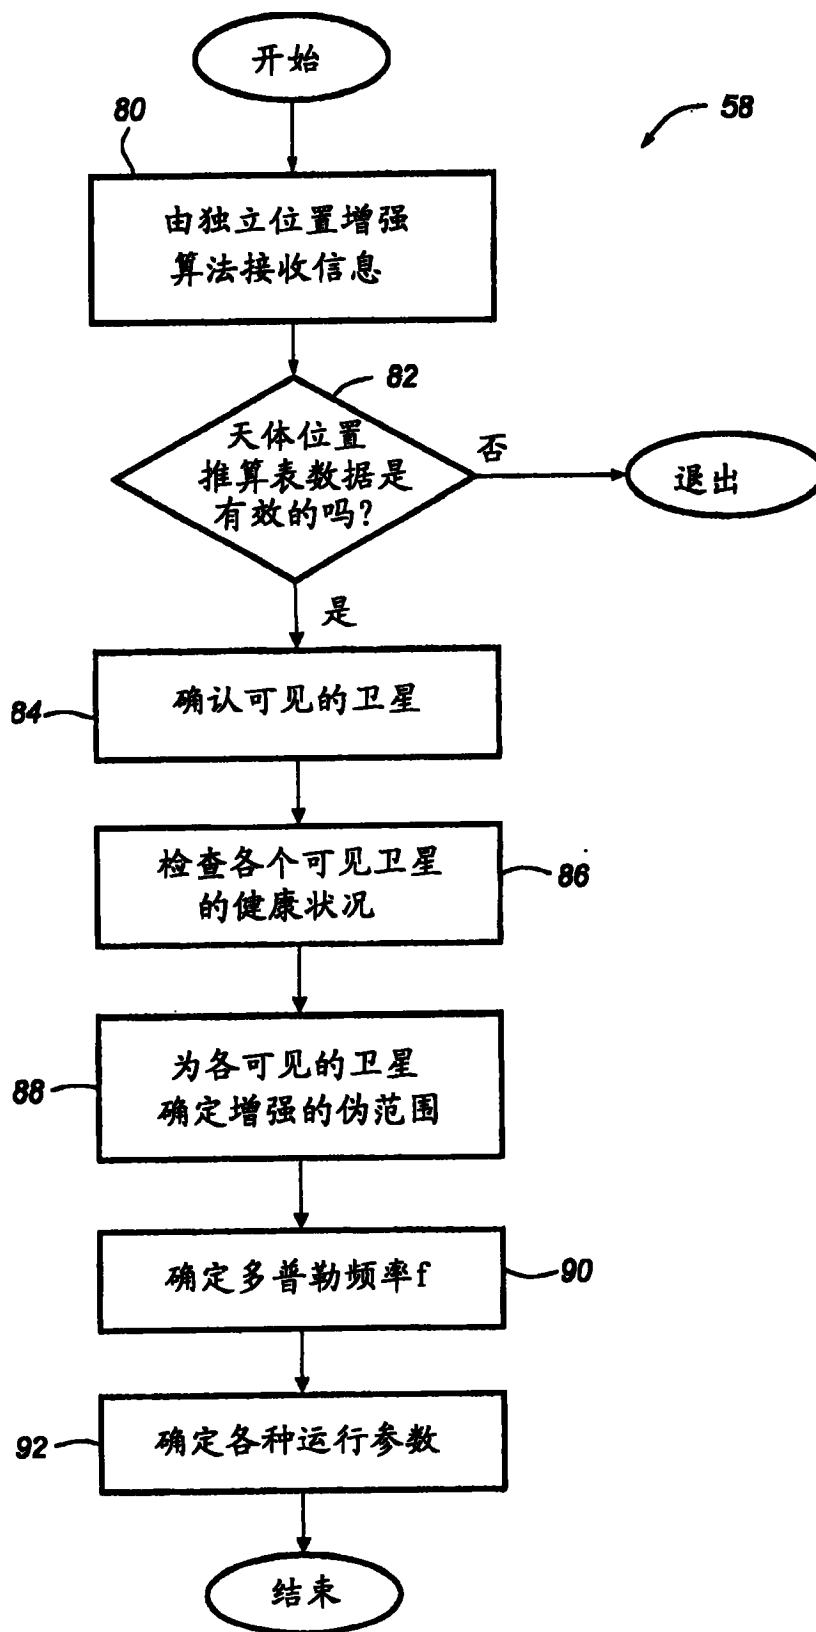 开始
80
58
由独立位置增强
算法接收信息
82
天体位置
推算表数据是
有效的吗?
否
退出
是
84
确认可见的卫星
检查各个可见卫星
的健康状况
86
88
为各可见的卫星
确定增强的伪范围
确定多普勒频率f
90
92
确定各种运行参数
结束